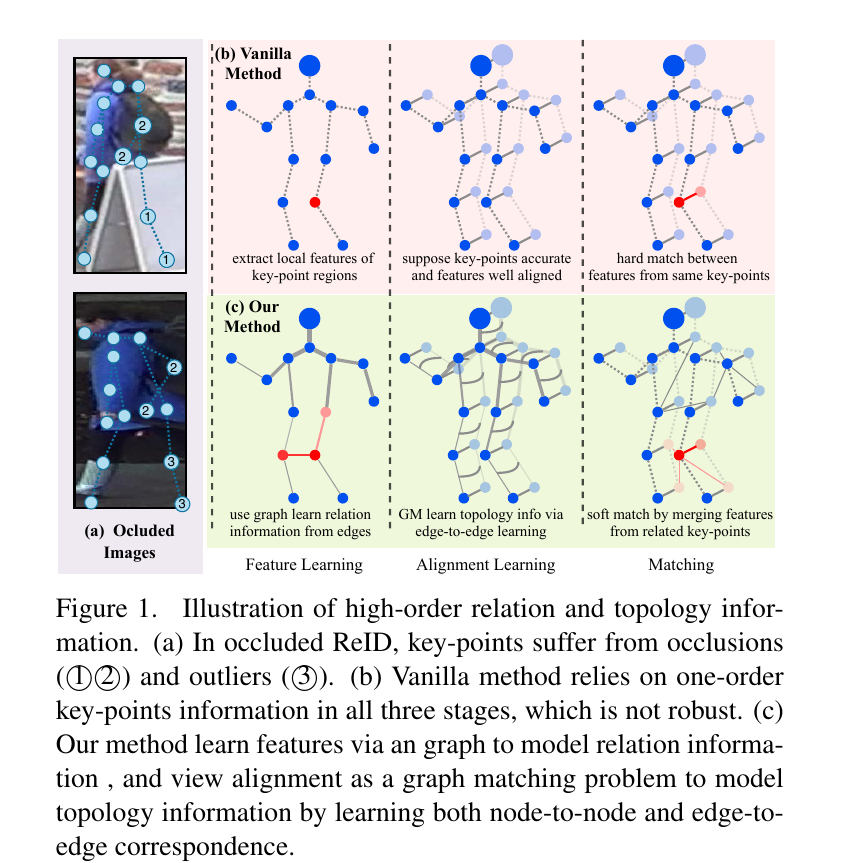 (b) Vanilla
Method
2
2
1
1
extract local features of
key-point regions
suppose key-points accurate
and features well aligned
hard match between
features from same key-points
(c) Our
Method
2
2
3
3
use graph learn relation
information from edges
GM learn topology info via
edge-to-edge learning
soft match by merging features
from related key-points
(a) Ocluded
Images
Feature Learning
Alignment Learning
Matching
Figure 1. Illustration of high-order relation and topology infor-
mation. (a) In occluded ReID, key-points suffer from occlusions
(①②) and outliers (③). (b) Vanilla method relies on one-order
key-points information in all three stages, which is not robust. (c)
Our method learn features via an graph to model relation informa-
tion , and view alignment as a graph matching problem to model
topology information by learning both node-to-node and edge-to-
edge correspondence.